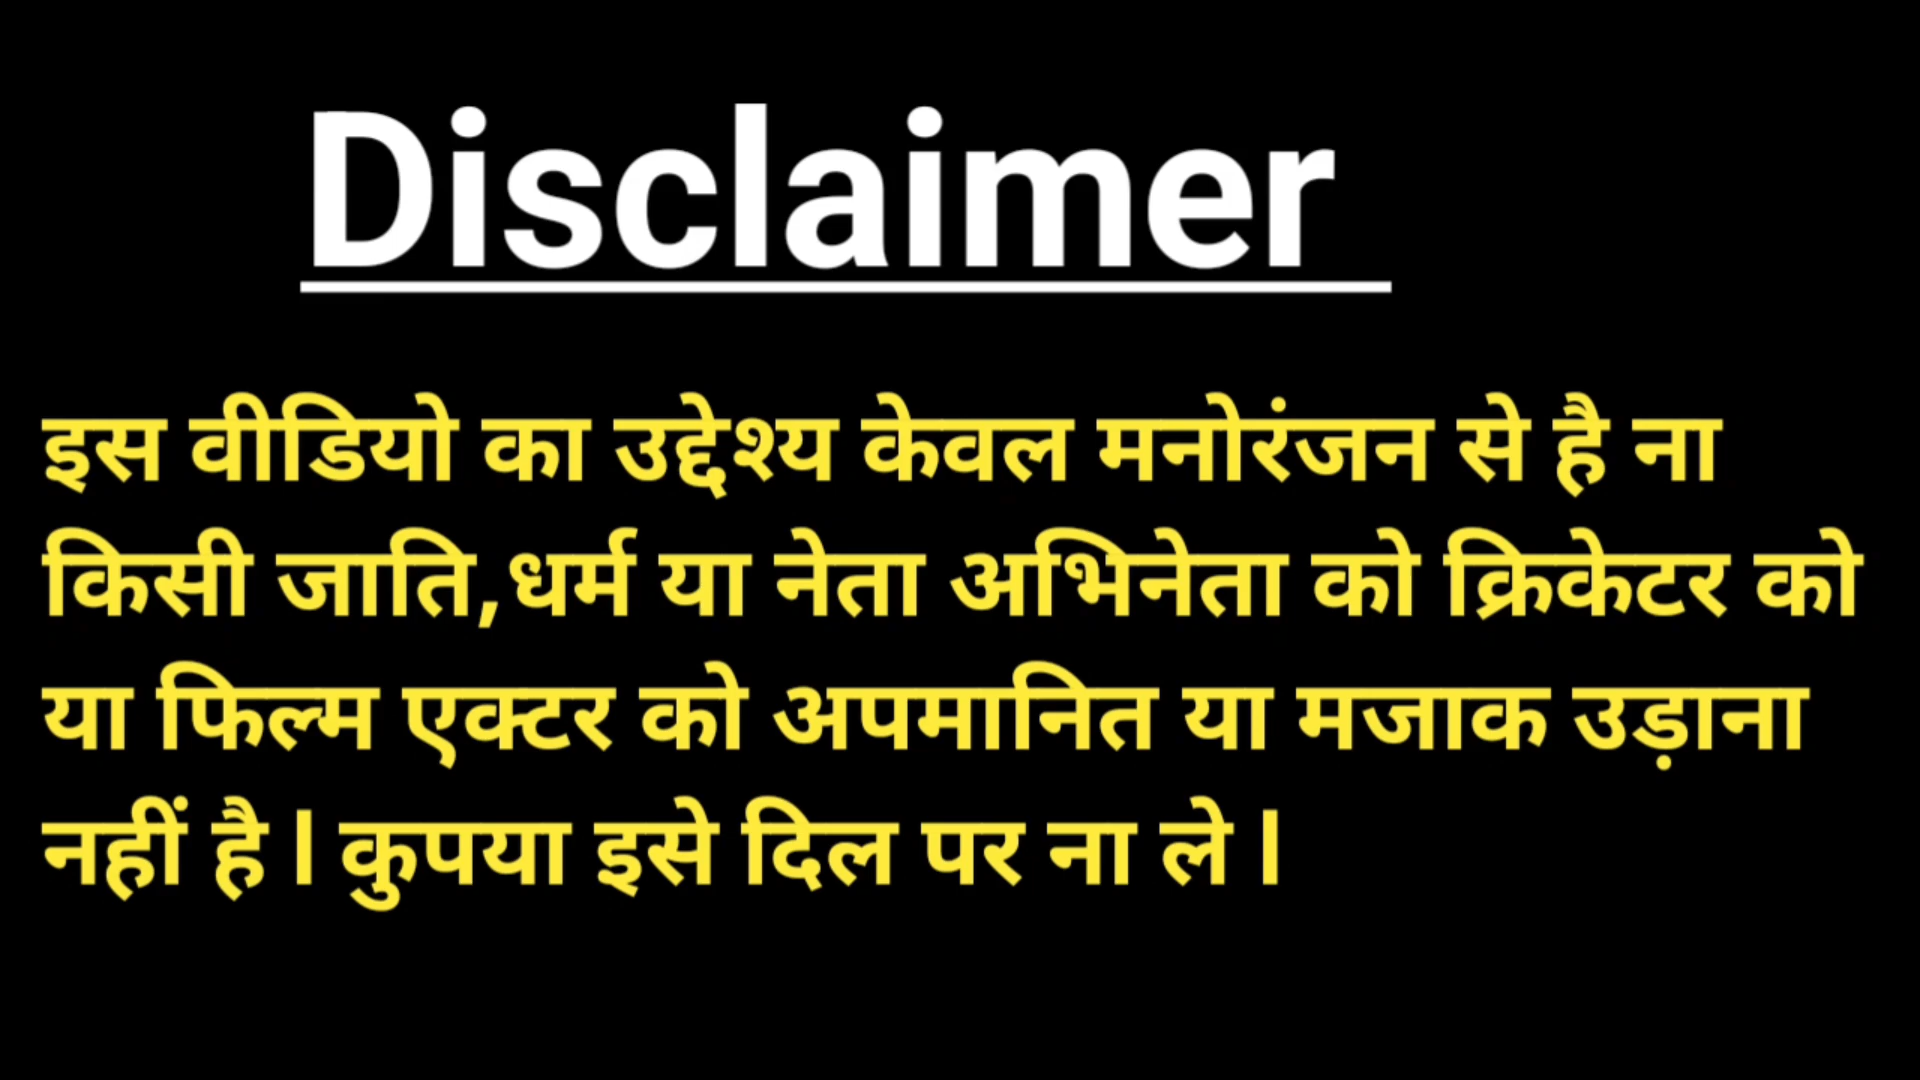 Disclaimer
इस वीडियो का उद्देश्य केवल मनोरंजन से है ना
किसी जाति,धर्म या नेता अभिनेता को क्रिकेटर को
या फिल्म एक्टर को अपमानित या मजाक उड़ाना
नहीं है l कुपया इसे दिल पर ना ले l